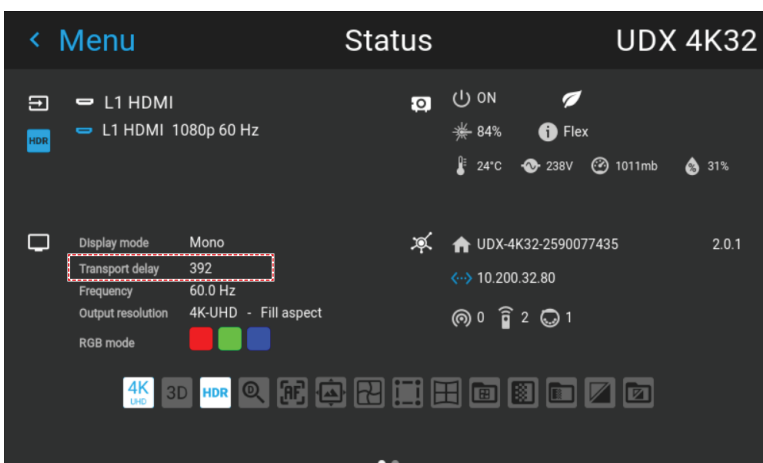 Menu Status UDX 4K32
L1 HDMI
HDR L1 HDMI 1080p 60 Hz
ON
84% Flex
24°C 238V 1011mb 31%
Display mode Mono
Transport delay 392
Frequency 60.0 Hz
Output resolution 4K-UHD - Fill aspect
RGB mode
UDX-4K32-2590077435 2.0.1
10.200.32.80
0 2 1
4K UHD 3D HDR D AF